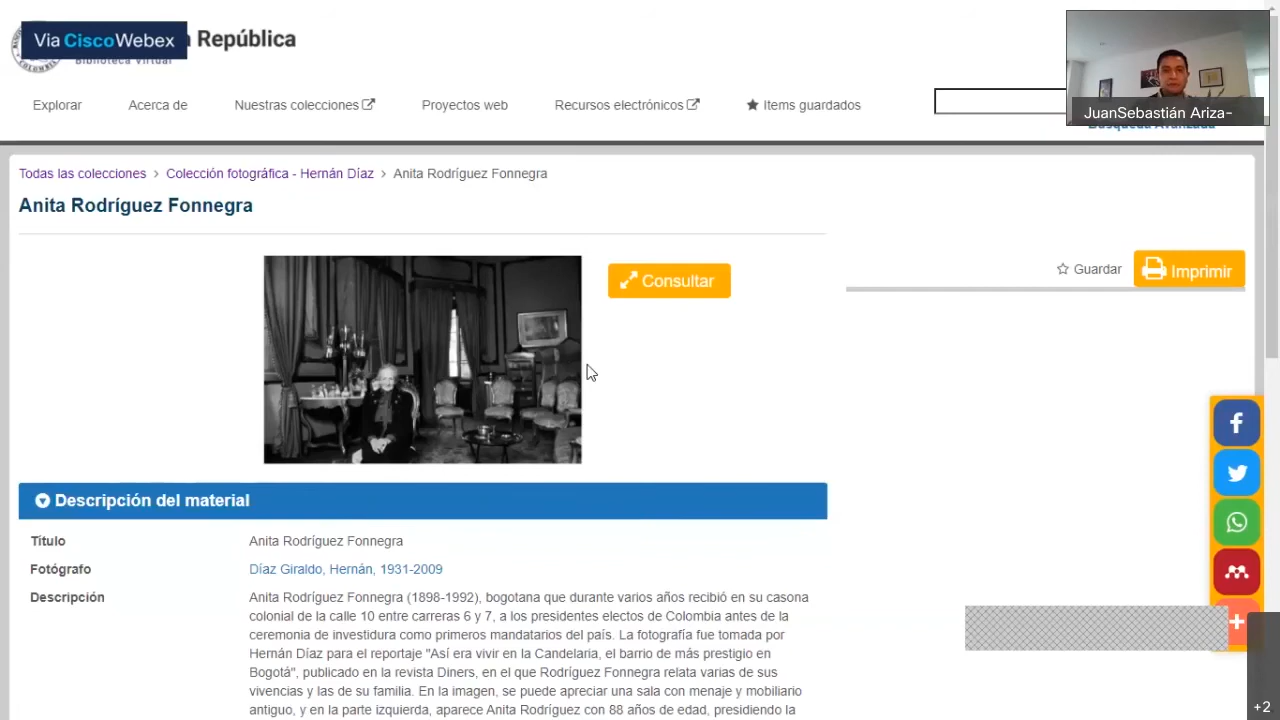 Via Cisco Webex
República
Biblioteca Virtual
JuanSebastián Ariza-
Explorar Acerca de Nuestras colecciones Proyectos web Recursos electrónicos Items guardados
Búsqueda Avanzada
Todas las colecciones > Colección fotográfica - Hernán Díaz > Anita Rodríguez Fonnegra
Anita Rodríguez Fonnegra
Consultar
Guardar Imprimir
Descripción del material
Título Anita Rodríguez Fonnegra
Fotógrafo Díaz Giraldo, Hernán, 1931-2009
Descripción Anita Rodríguez Fonnegra (1898-1992), bogotana que durante varios años recibió en su casona
colonial de la calle 10 entre carreras 6 y 7, a los presidentes electos de Colombia antes de la
ceremonia de investidura como primeros mandatarios del país. La fotografía fue tomada por
Hernán Díaz para el reportaje "Así era vivir en la Candelaria, el barrio de más prestigio en
Bogotá", publicado en la revista Diners, en el que Rodríguez Fonnegra relata varias de sus
vivencias y las de su familia. En la imagen, se puede apreciar una sala con menaje y mobiliario
antiguo, y en la parte izquierda, aparece Anita Rodríguez con 88 años de edad, presidiendo la
+2